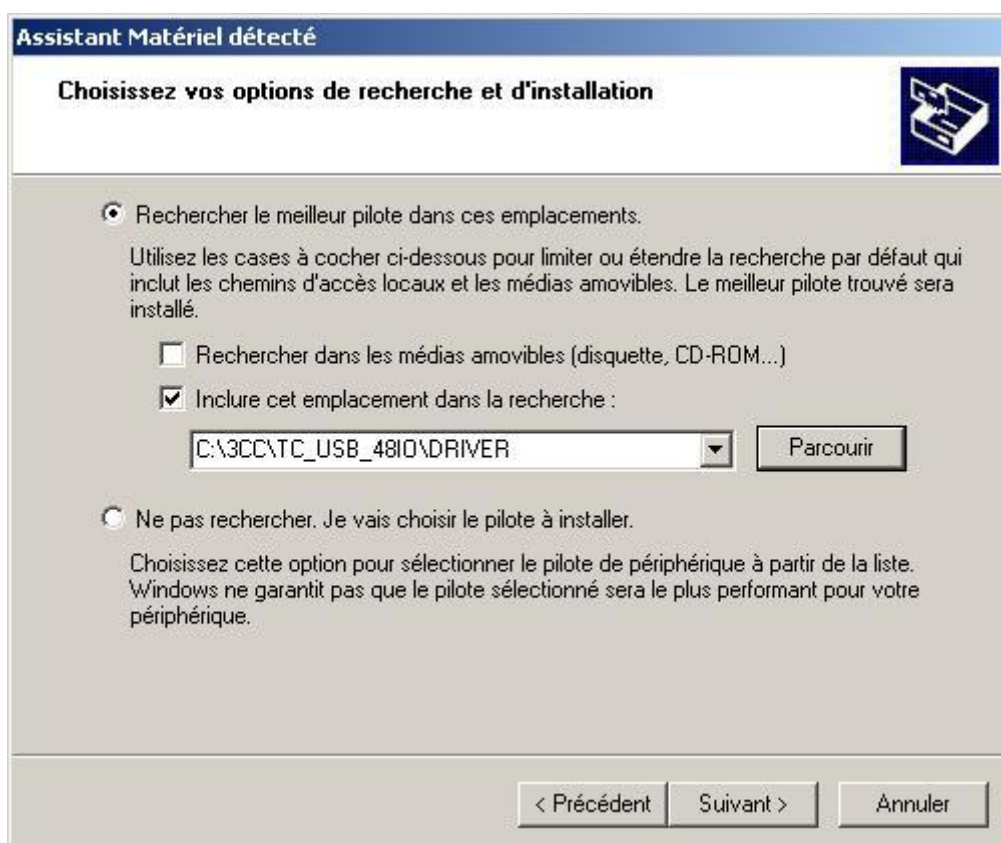 Assistant Matériel détecté
Choisissez vos options de recherche et d'installation
Rechercher le meilleur pilote dans ces emplacements.
Utilisez les cases à cocher ci-dessous pour limiter ou étendre la recherche par défaut qui
inclut les chemins d'accès locaux et les médias amovibles. Le meilleur pilote trouvé sera
installé.
Rechercher dans les médias amovibles (disquette, CD-ROM...)
Inclure cet emplacement dans la recherche :
C:\3CC\TC_USB_48IO\DRIVER
Parcourir
Ne pas rechercher. Je vais choisir le pilote à installer.
Choisissez cette option pour sélectionner le pilote de périphérique à partir de la liste.
Windows ne garantit pas que le pilote sélectionné sera le plus performant pour votre
périphérique.
< Précédent Suivant > Annuler